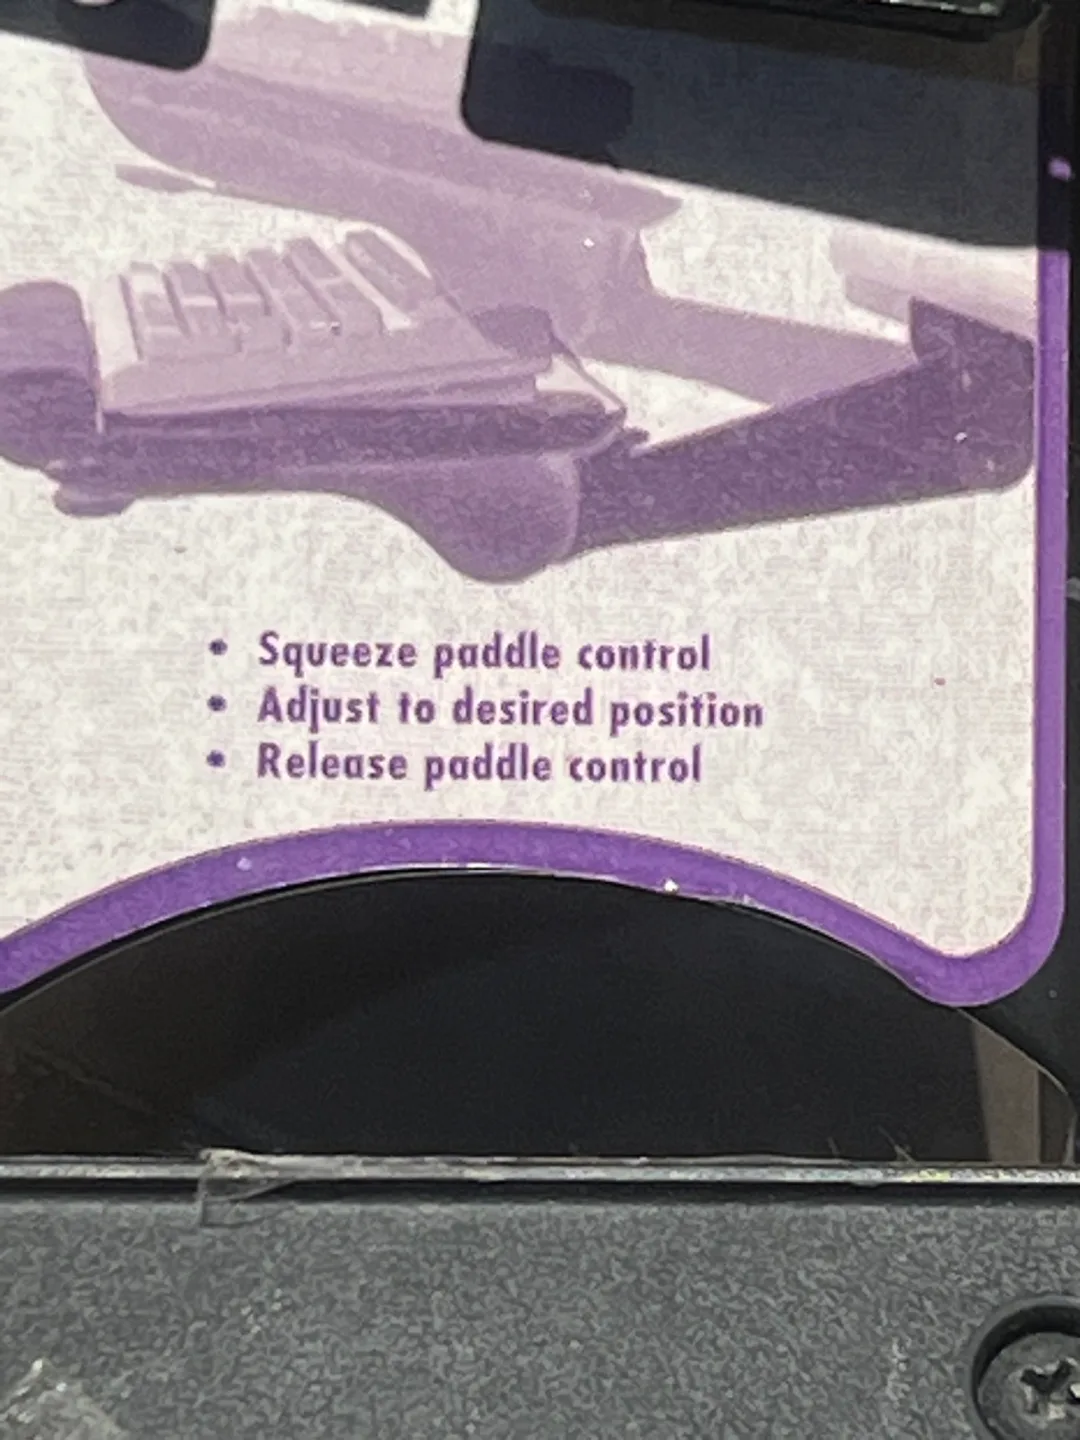 • Squeeze paddle control
• Adjust to desired position
• Release paddle control